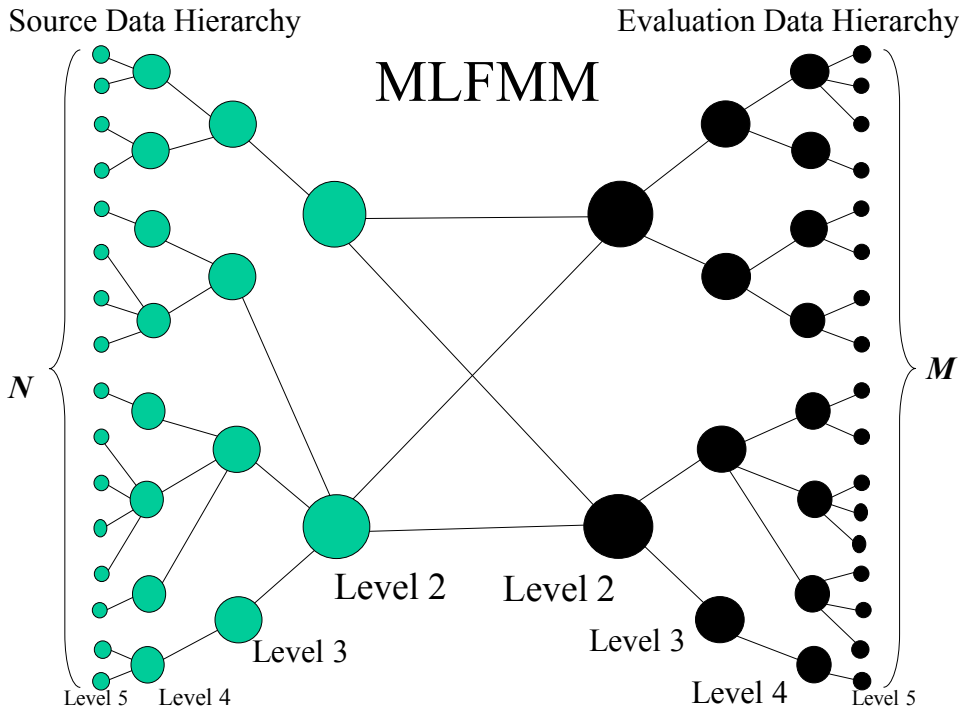 Source Data Hierarchy
Evaluation Data Hierarchy
MLFMM
N
M
Level 2
Level 2
Level 3
Level 3
Level 5
Level 4
Level 4
Level 5